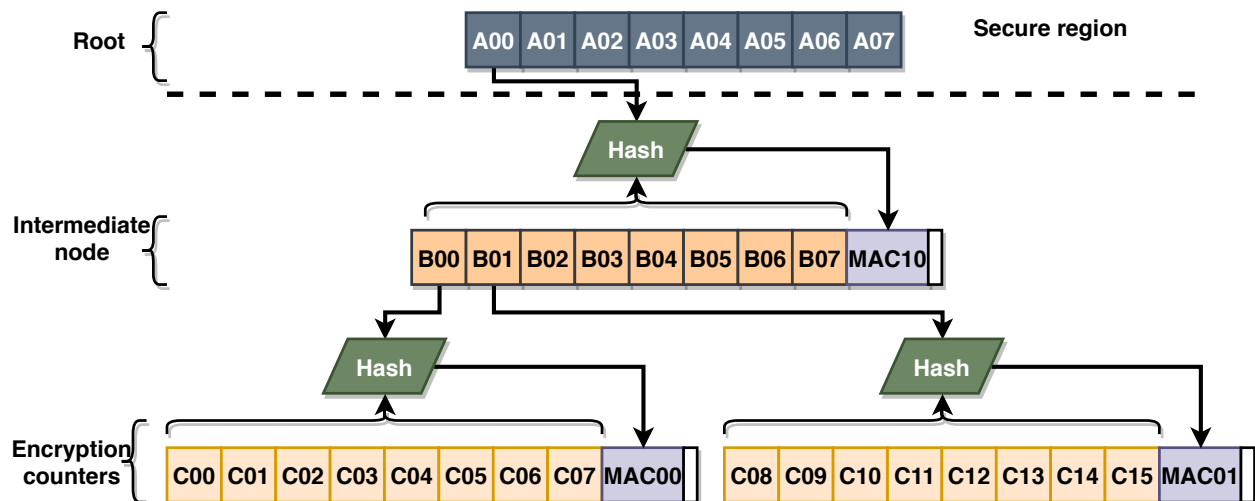 Root
A00 A01 A02 A03 A04 A05 A06 A07
Secure region
Hash
Intermediate
node
B00 B01 B02 B03 B04 B05 B06 B07 MAC10
Hash
Hash
Encryption
counters
C00 C01 C02 C03 C04 C05 C06 C07 MAC00
C08 C09 C10 C11 C12 C13 C14 C15 MAC01